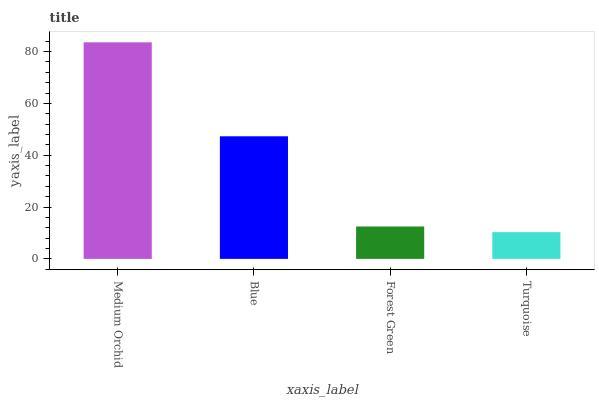 title
80
60
40
20
0
yaxis_label
Medium Orchid
Blue
Forest Green
Turquoise
xaxis_label